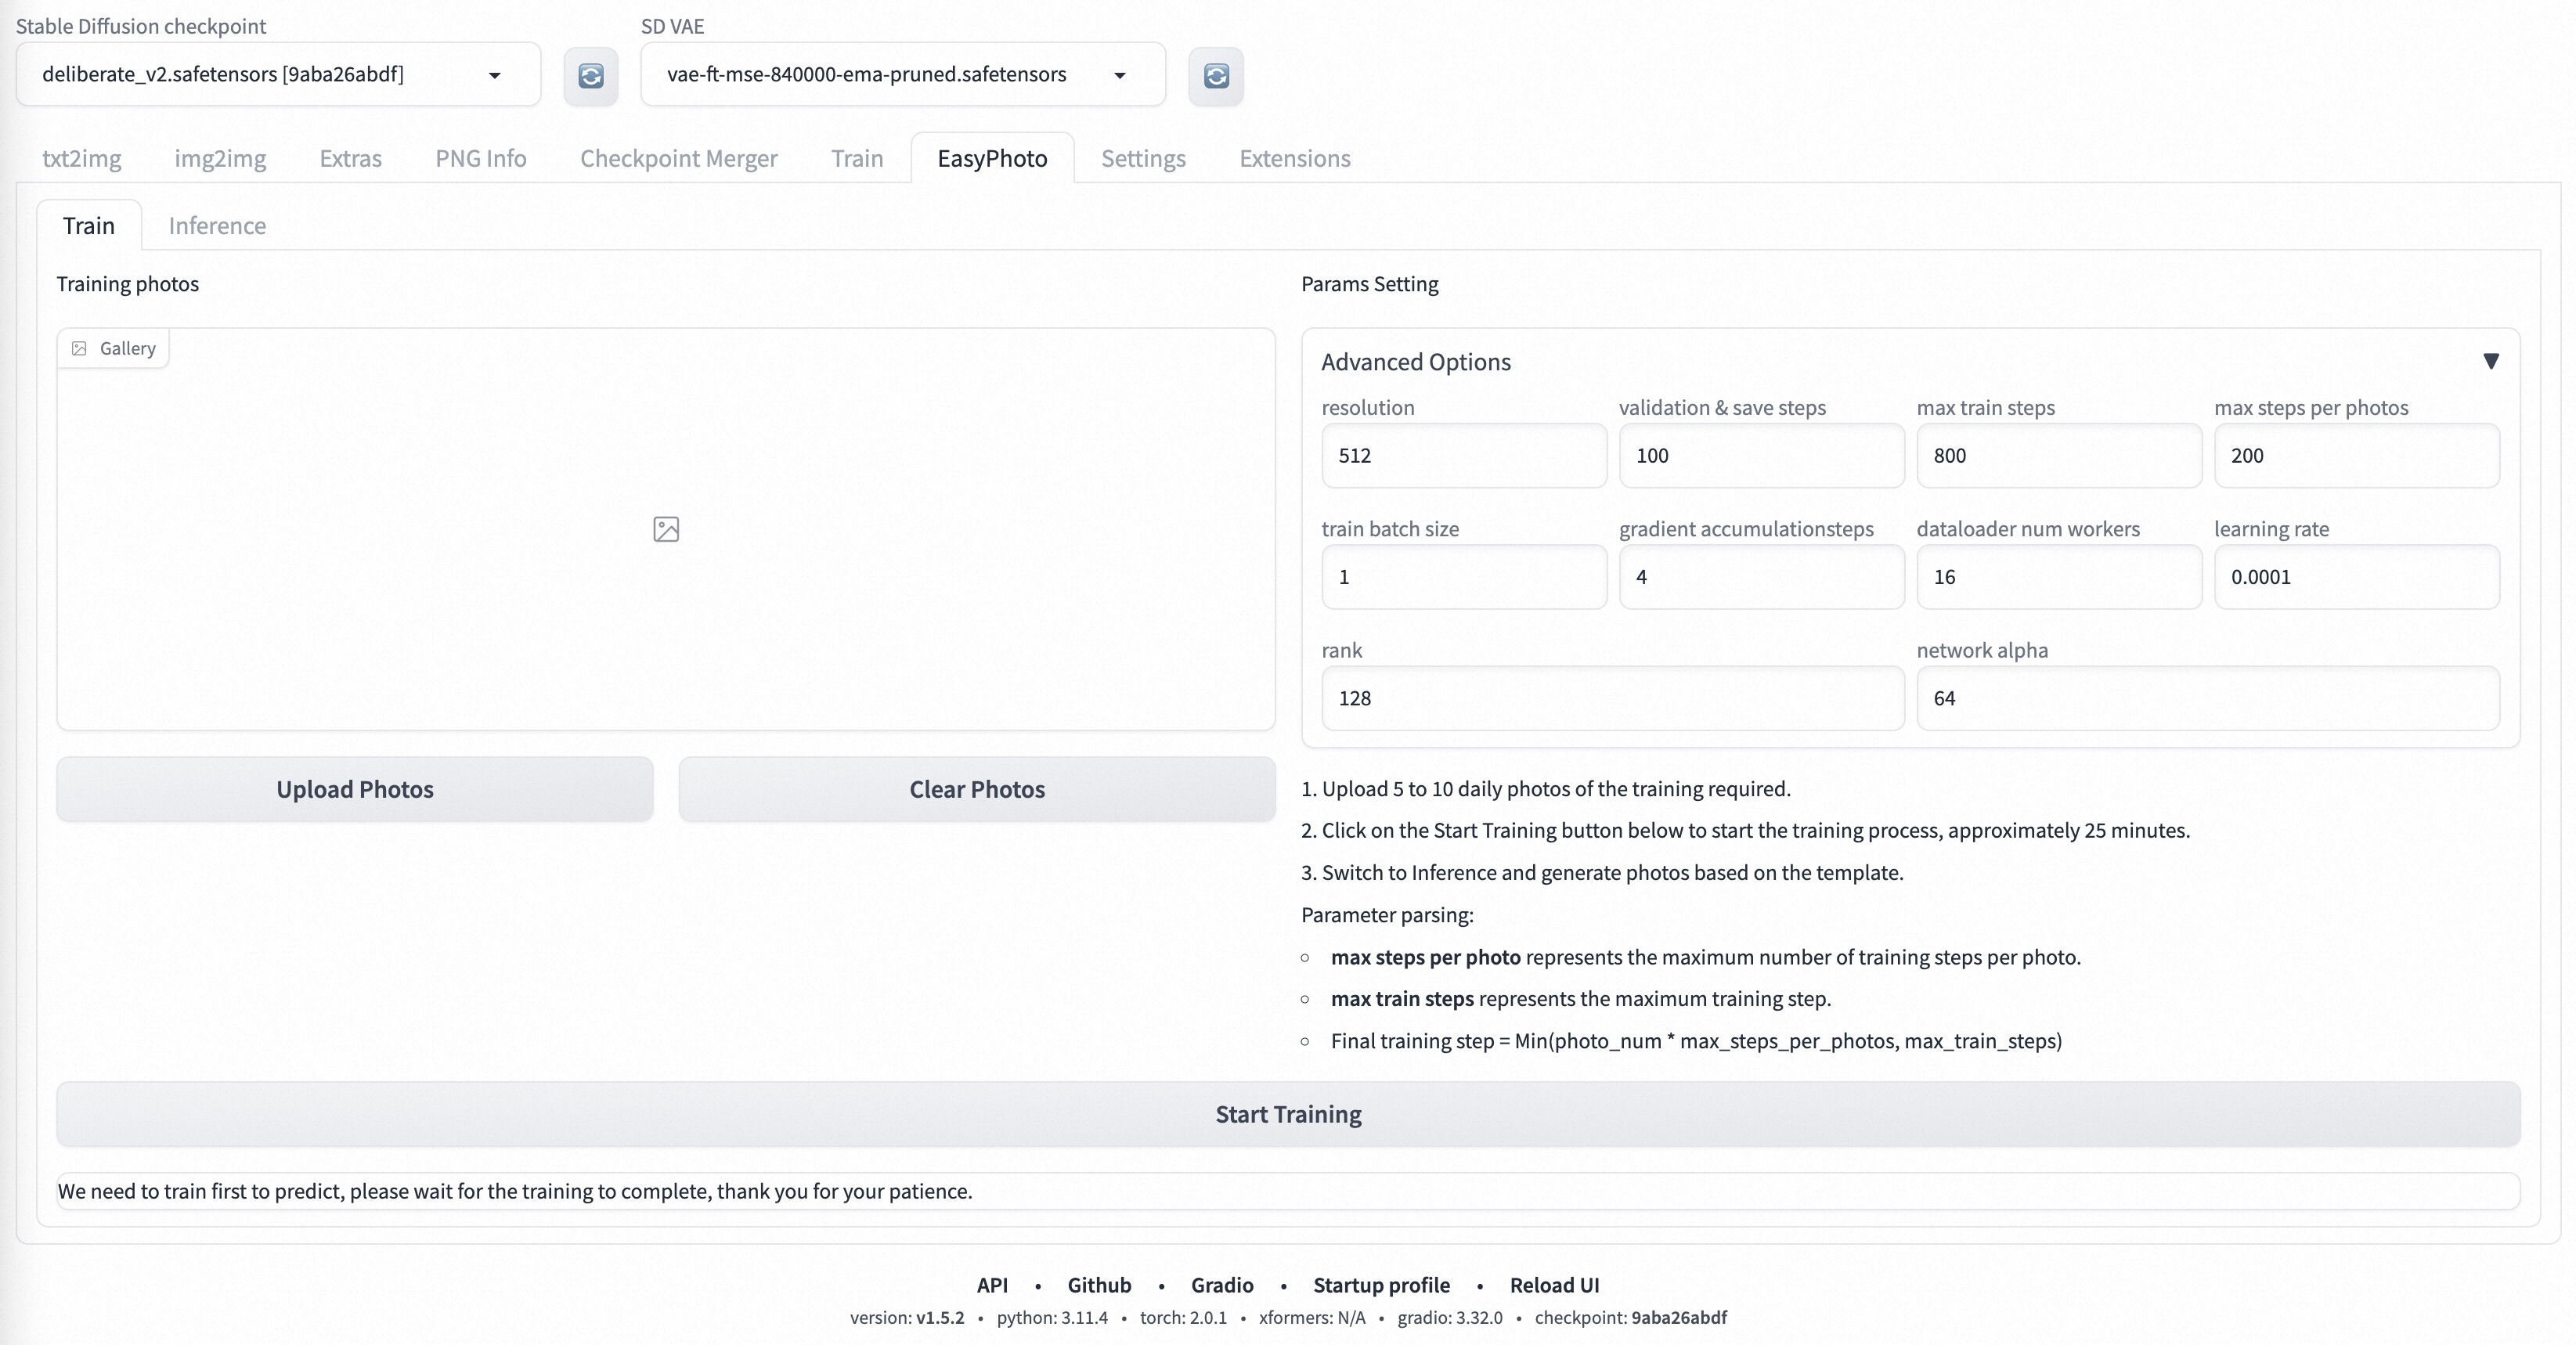 Stable Diffusion checkpoint
SD VAE
deliberate_v2.safetensors [9aba26abdf]
vae-ft-mse-840000-ema-pruned.safetensors
txt2img img2img Extras PNG Info Checkpoint Merger Train EasyPhoto Settings Extensions
Train Inference
Training photos
Gallery
Upload Photos
Clear Photos
Params Setting
Advanced Options ▼
resolution validation & save steps max train steps max steps per photos
512 100 800 200
train batch size gradient accumulationsteps dataloader num workers learning rate
1 4 16 0.0001
rank network alpha
128 64
1. Upload 5 to 10 daily photos of the training required.
2. Click on the Start Training button below to start the training process, approximately 25 minutes.
3. Switch to Inference and generate photos based on the template.
Parameter parsing:
◦ max steps per photo represents the maximum number of training steps per photo.
◦ max train steps represents the maximum training step.
◦ Final training step = Min(photo_num * max_steps_per_photos, max_train_steps)
Start Training
We need to train first to predict, please wait for the training to complete, thank you for your patience.
API • Github • Gradio • Startup profile • Reload UI
version: v1.5.2 • python: 3.11.4 • torch: 2.0.1 • xformers: N/A • gradio: 3.32.0 • checkpoint: 9aba26abdf